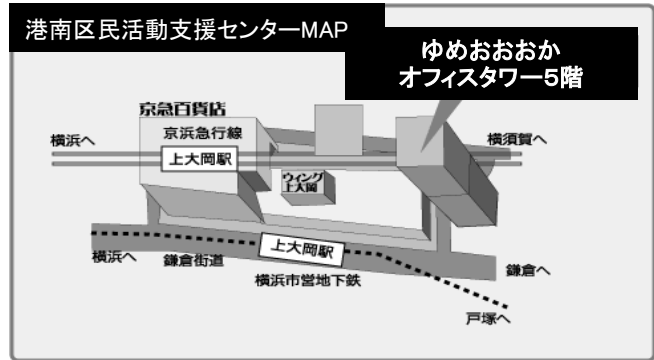 港南区民活動支援センターMAP
ゆめおおおか
オフィスタワー5階
京急百貨店
横浜へ
京浜急行線
上大岡駅
横須賀へ
ウィング
上大岡
上大岡駅
横浜へ
鎌倉街道
横浜市営地下鉄
鎌倉へ
戸塚へ